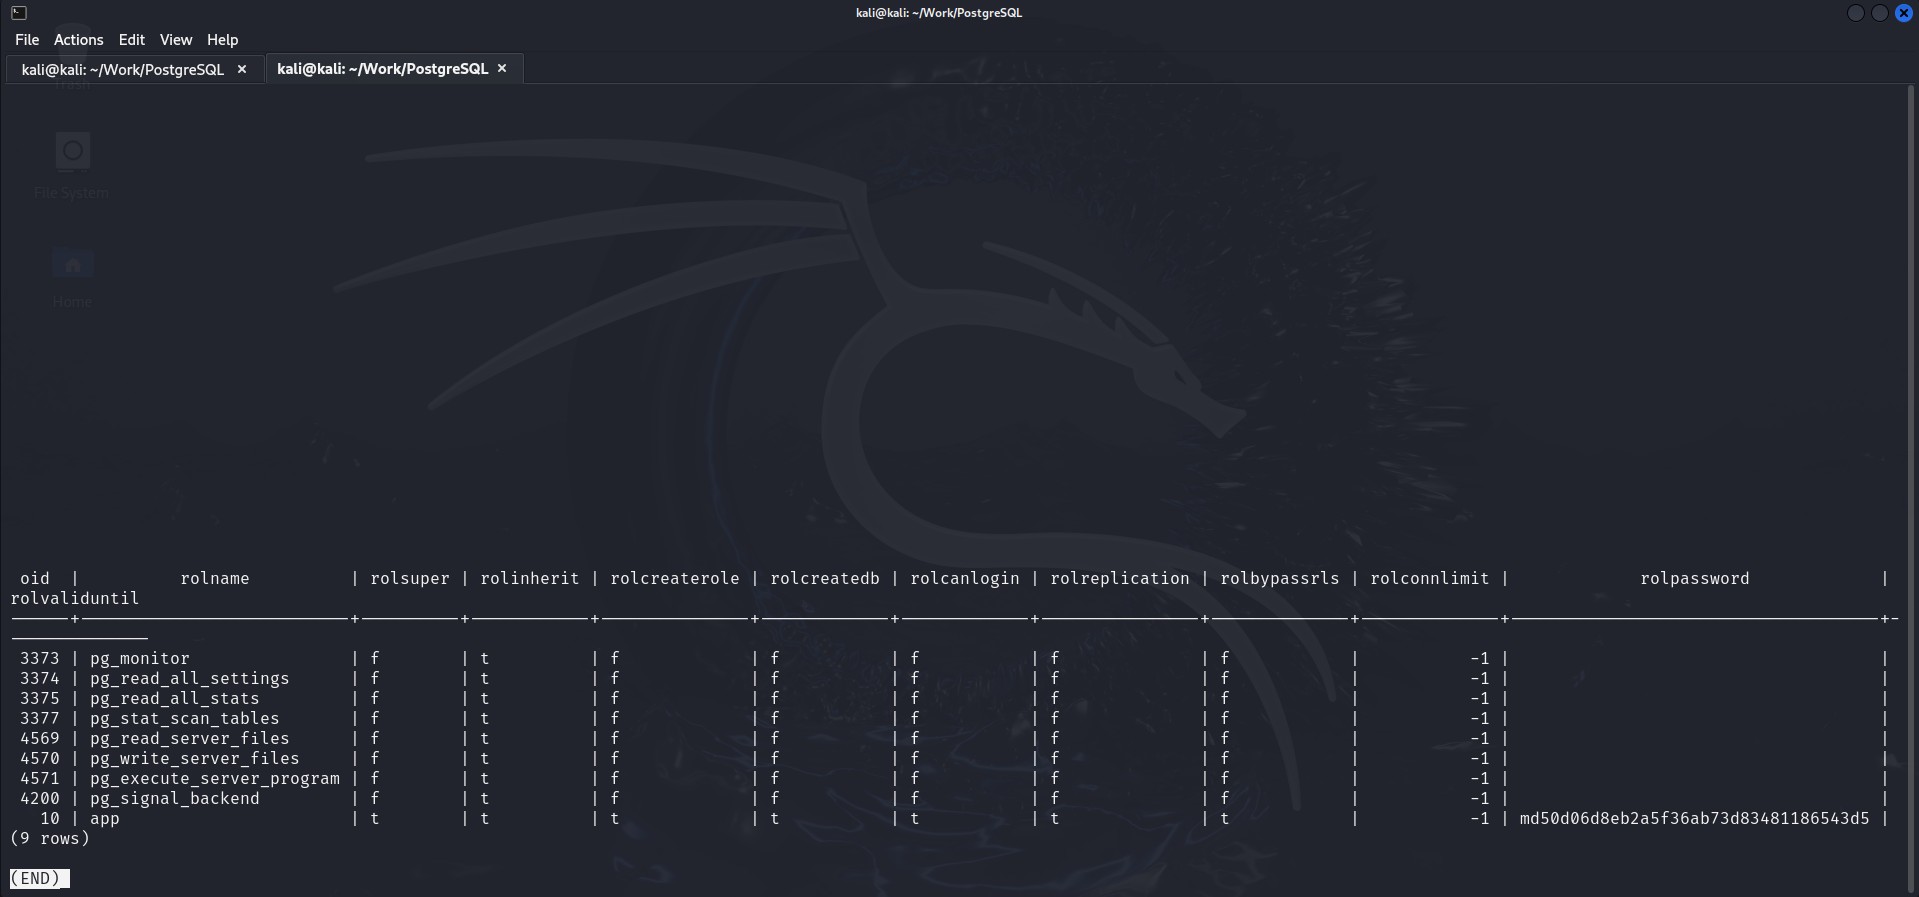 kali@kali: ~/Work/PostgreSQL
File Actions Edit View Help
kali@kali: ~/Work/PostgreSQL × kali@kali: ~/Work/PostgreSQL ×
Trash
File System
Home
oid | rolname | rolsuper | rolinherit | rolcreaterole | rolcreatedb | rolcanlogin | rolreplication | rolbypassrls | rolconnlimit | rolpassword |
rolvaliduntil
3373 | pg_monitor | f | t | f | f | f | f | f | -1 | |
3374 | pg_read_all_settings | f | t | f | f | f | f | f | -1 | |
3375 | pg_read_all_stats | f | t | f | f | f | f | f | -1 | |
3377 | pg_stat_scan_tables | f | t | f | f | f | f | f | -1 | |
4569 | pg_read_server_files | f | t | f | f | f | f | f | -1 | |
4570 | pg_write_server_files | f | t | f | f | f | f | f | -1 | |
4571 | pg_execute_server_program | f | t | f | f | f | f | f | -1 | |
4200 | pg_signal_backend | f | t | f | f | f | f | f | -1 | |
10 | app | t | t | t | t | t | t | t | -1 | md50d06d8eb2a5f36ab73d83481186543d5 |
(9 rows)
(END)